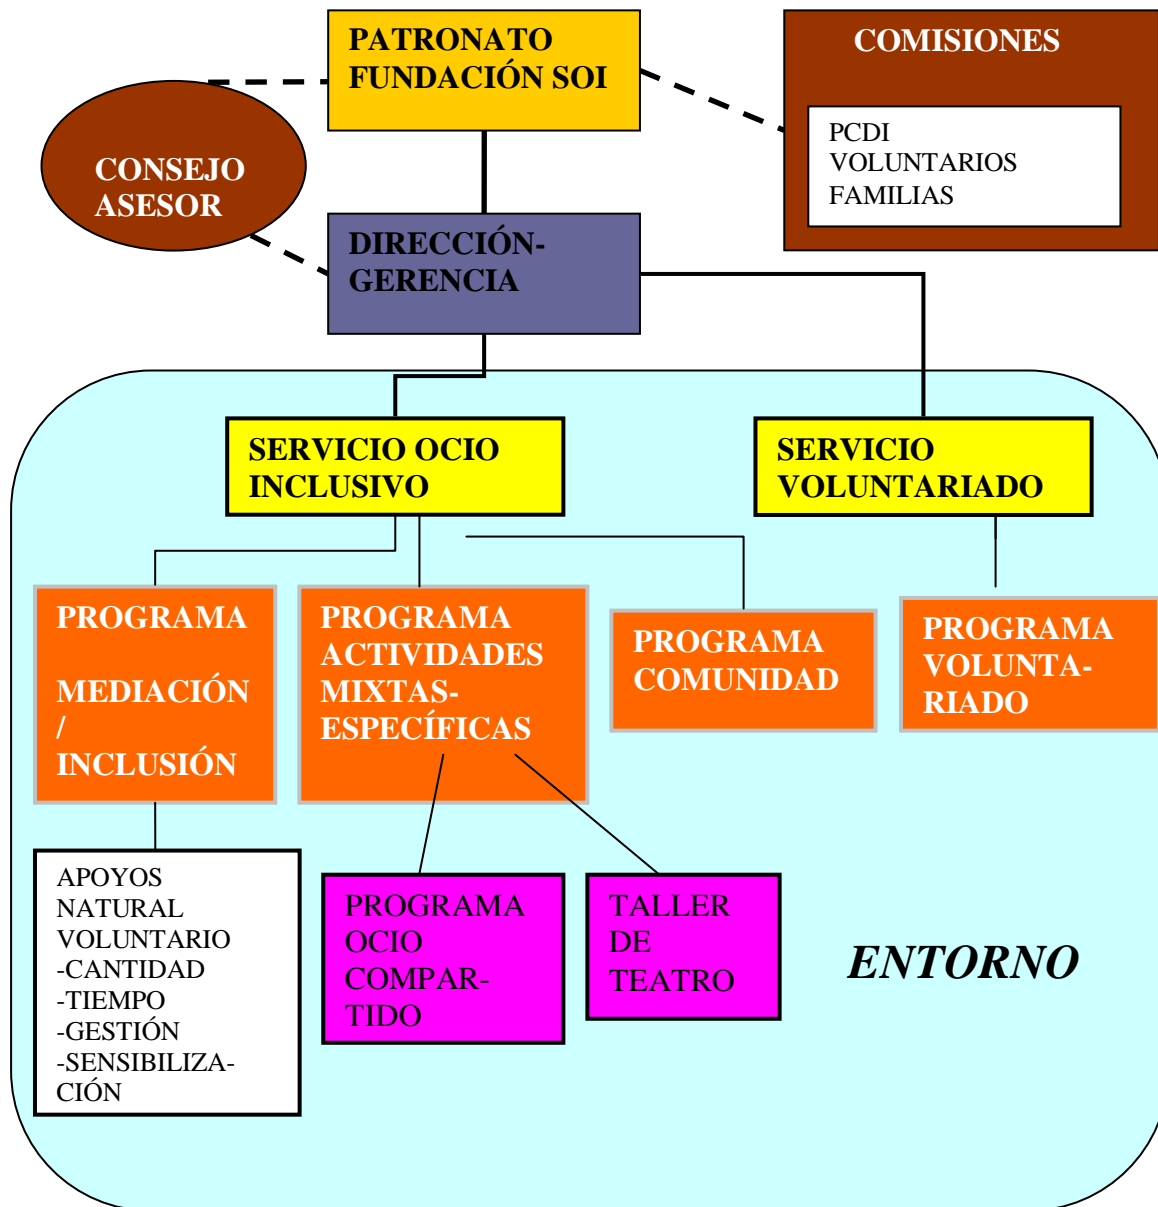 PATRONATO
FUNDACIÓN SOI
COMISIONES
PCDI
VOLUNTARIOS
FAMILIAS
CONSEJO
ASESOR
DIRECCIÓN-
GERENCIA
SERVICIO OCIO
INCLUSIVO
SERVICIO
VOLUNTARIADO
PROGRAMA
MEDIACIÓN
/
INCLUSIÓN
PROGRAMA
ACTIVIDADES
MIXTAS-
ESPECÍFICAS
PROGRAMA
COMUNIDAD
PROGRAMA
VOLUNTA-
RIADO
APOYOS
NATURAL
VOLUNTARIO
-CANTIDAD
-TIEMPO
-GESTIÓN
-SENSIBILIZA-
CIÓN
PROGRAMA
OCIO
COMPAR-
TIDO
TALLER
DE
TEATRO
ENTORNO